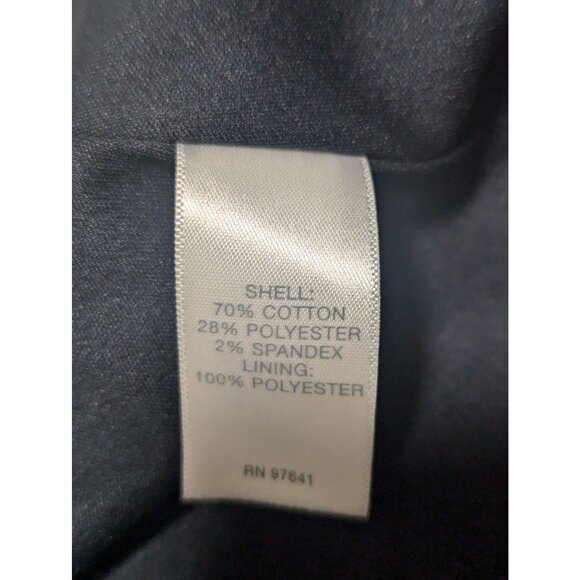 SHELL:
70% COTTON
28% POLYESTER
2% SPANDEX
LINING:
100% POLYESTER
RN 97641